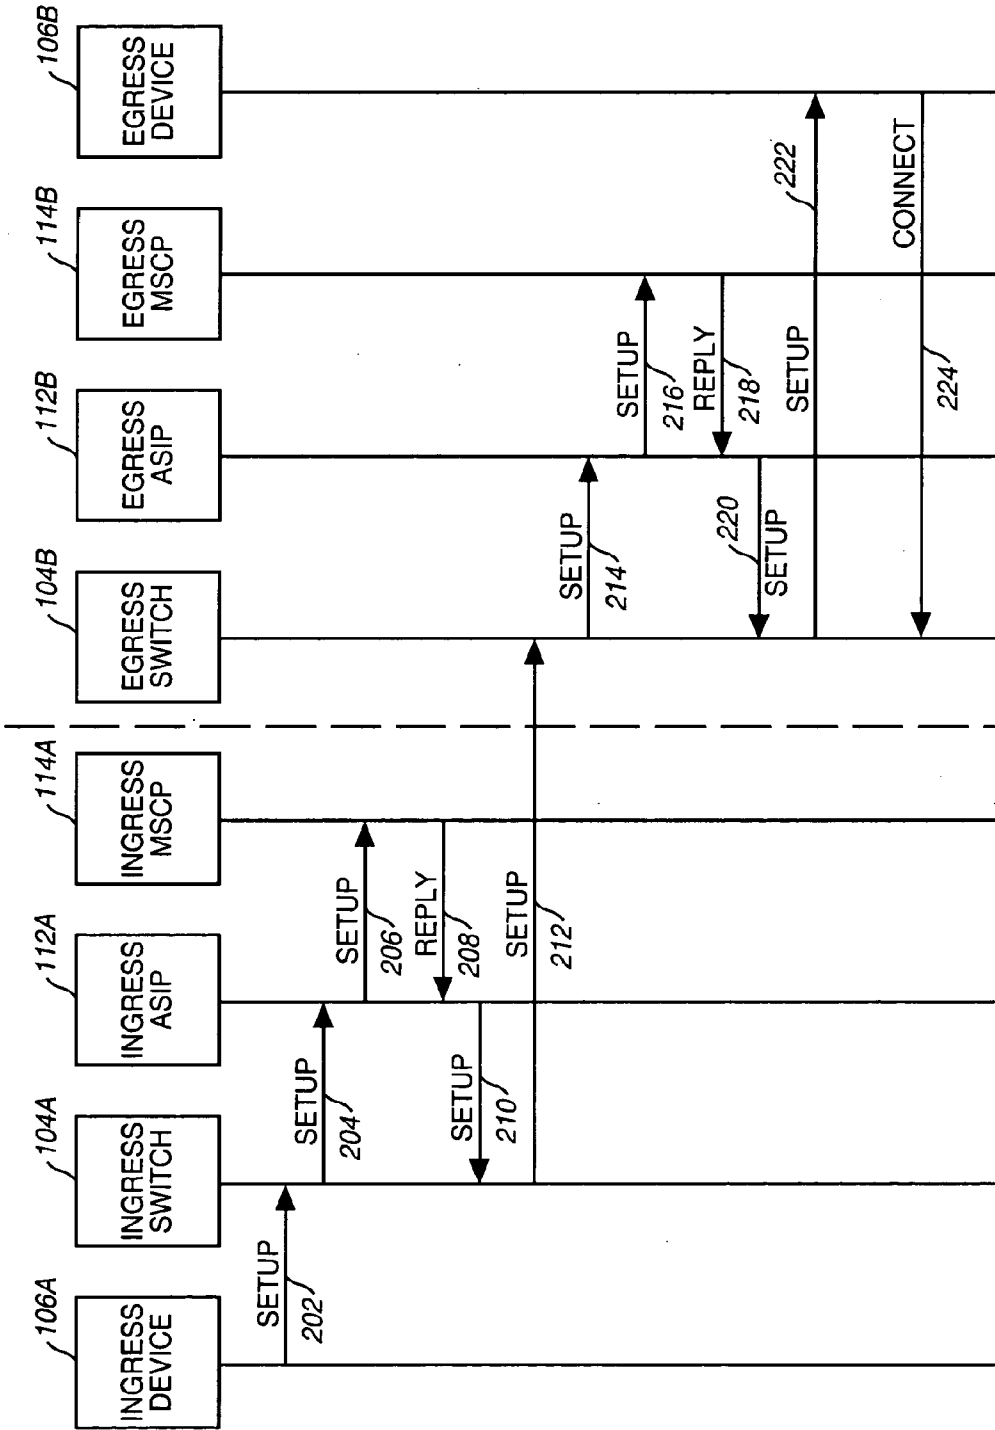 106A
INGRESS
DEVICE
104A
INGRESS
SWITCH
112A
INGRESS
ASIP
114A
INGRESS
MSCP
104B
EGRESS
SWITCH
112B
EGRESS
ASIP
114B
EGRESS
MSCP
106B
EGRESS
DEVICE
SETUP
202
SETUP
204
SETUP
206
REPLY
208
SETUP
210
SETUP
212
SETUP
214
SETUP
216
REPLY
218
220
SETUP
SETUP
222
CONNECT
224